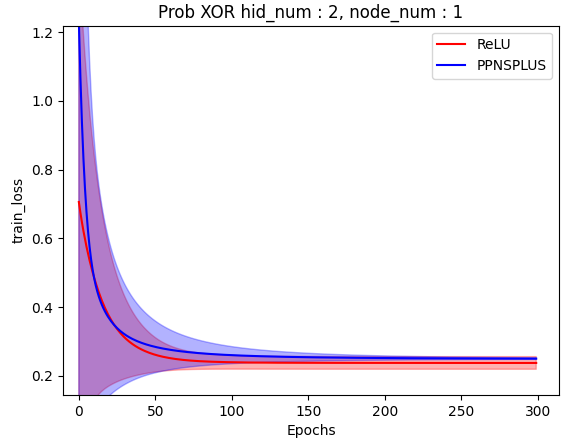 Prob XOR hid_num : 2, node_num : 1
ReLU
PPNSPLUS
train_loss
1.2
1.0
0.8
0.6
0.4
0.2
0 50 100 150 200 250 300
Epochs